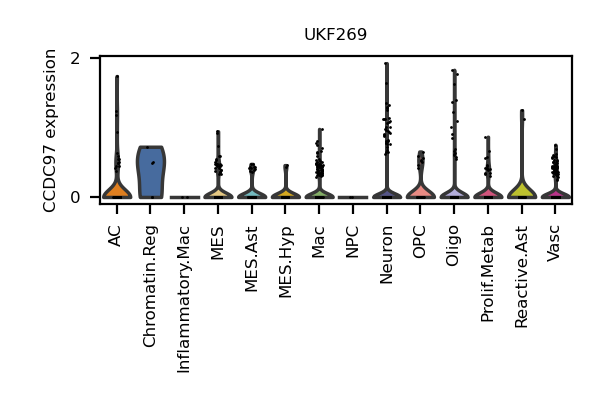 UKF269
CCDC97 expression
2
0
AC
Chromatin.Reg
Inflammatory.Mac
MES
MES.Ast
MES.Hyp
Mac
NPC
Neuron
OPC
Oligo
Prolif.Metab
Reactive.Ast
Vasc